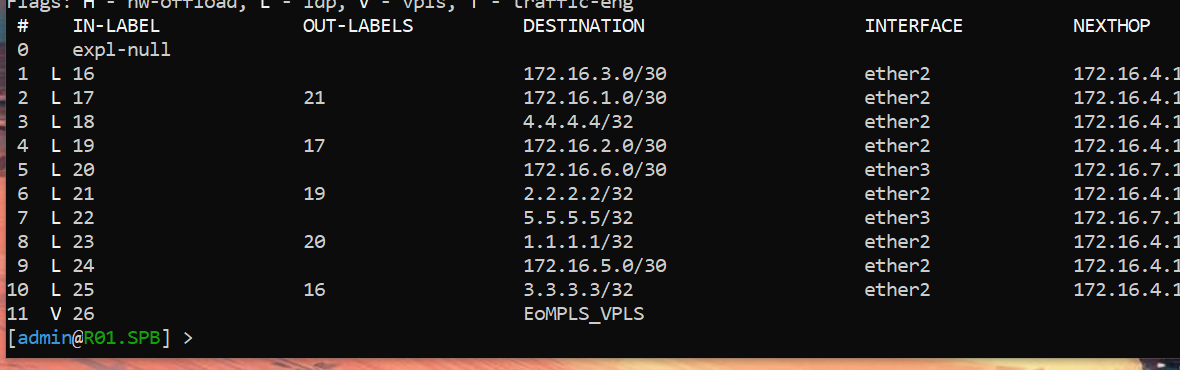 Flags: H - hw-offload, L - ldp, V - vpls, T - traffic-eng
# IN-LABEL OUT-LABELS DESTINATION INTERFACE NEXTHOP
0 expl-null
1 L 16 172.16.3.0/30 ether2 172.16.4.1
2 L 17 21 172.16.1.0/30 ether2 172.16.4.1
3 L 18 4.4.4.4/32 ether2 172.16.4.1
4 L 19 17 172.16.2.0/30 ether2 172.16.4.1
5 L 20 172.16.6.0/30 ether3 172.16.7.1
6 L 21 19 2.2.2.2/32 ether2 172.16.4.1
7 L 22 5.5.5.5/32 ether3 172.16.7.1
8 L 23 20 1.1.1.1/32 ether2 172.16.4.1
9 L 24 172.16.5.0/30 ether2 172.16.4.1
10 L 25 16 3.3.3.3/32 ether2 172.16.4.1
11 V 26 EoMPLS_VPLS
[admin@R01.SPB] >